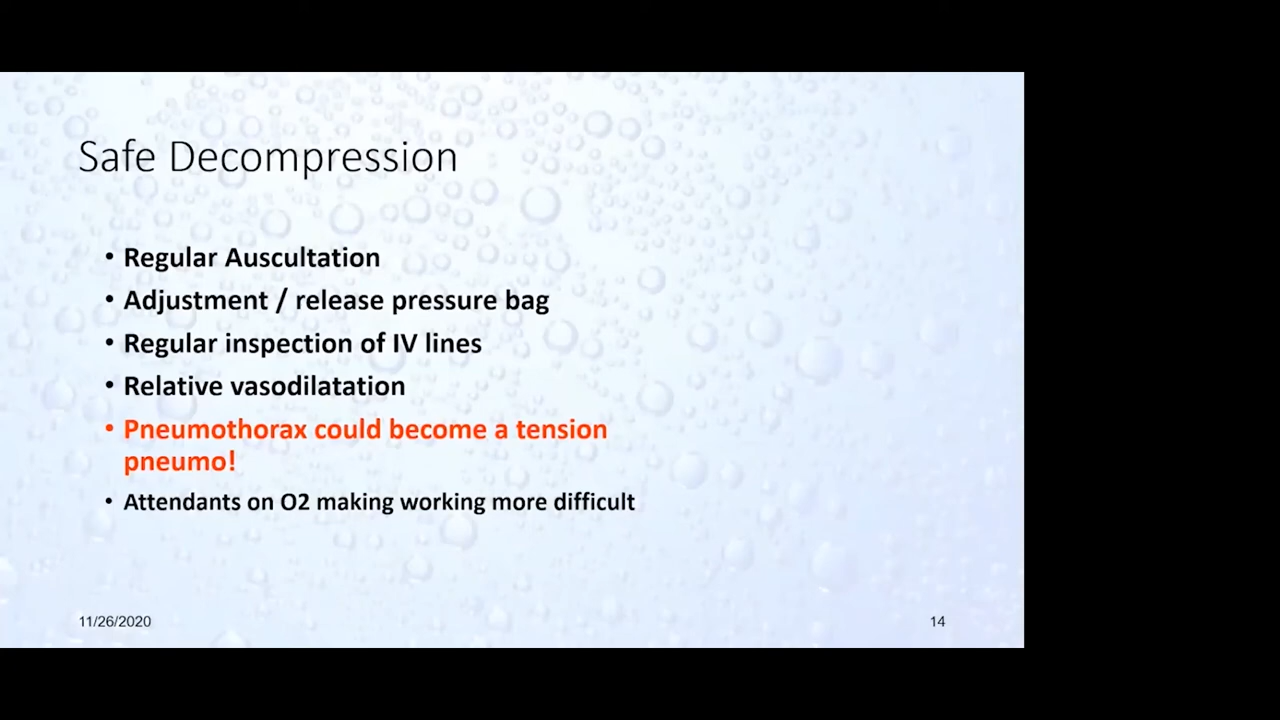 Safe Decompression
• Regular Auscultation
• Adjustment / release pressure bag
• Regular inspection of IV lines
• Relative vasodilatation
• Pneumothorax could become a tension
pneumo!
• Attendants on O2 making working more difficult
11/26/2020
14